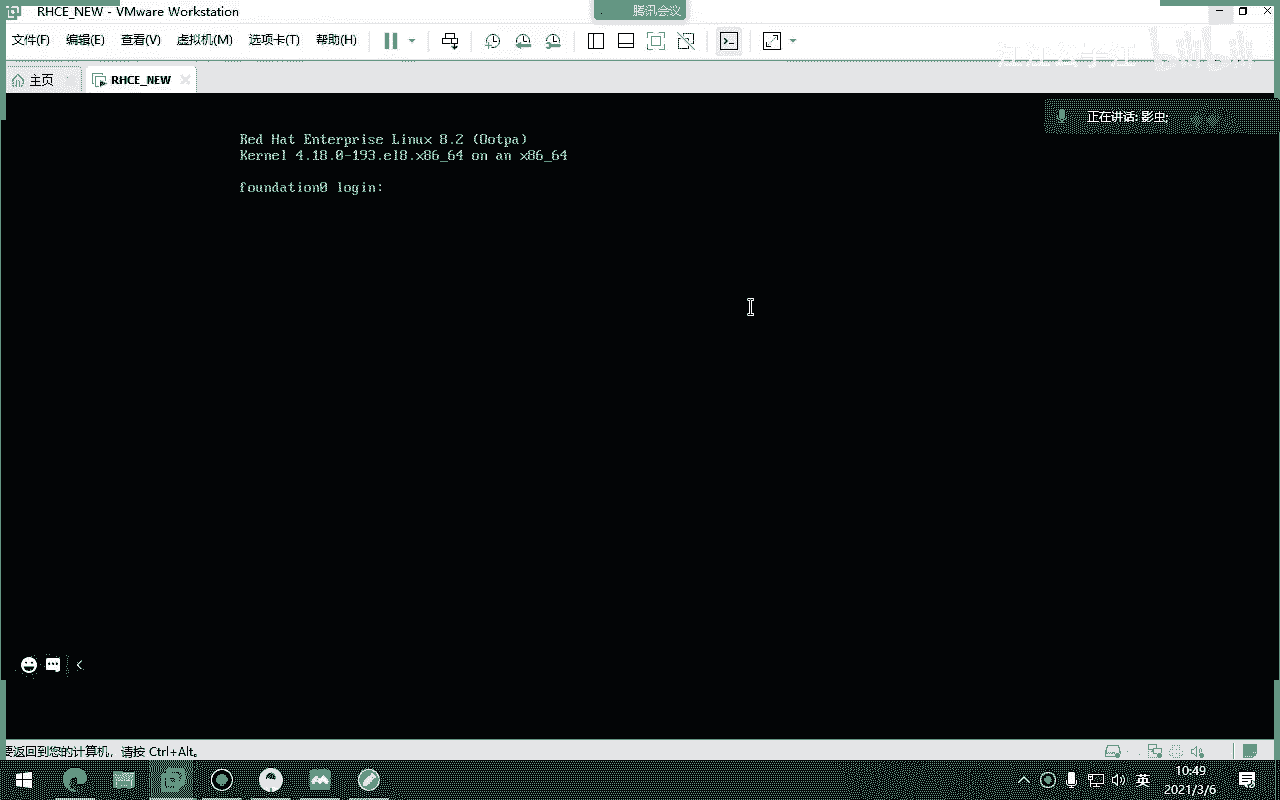 RHCE_NEW - VMware Workstation
腾讯会议
文件(F) 编辑(E) 查看(V) 虚拟机(M) 选项卡(T) 帮助(H)
bilibili
主页 RHCE_NEW
正在讲话: 影虫;
Red Hat Enterprise Linux 8.2 (Ootpa)
Kernel 4.18.0-193.el8.x86_64 on an x86_64
foundation0 login:
要返回到您的计算机，请按 Ctrl+Alt。
英
10:49
2021/3/6